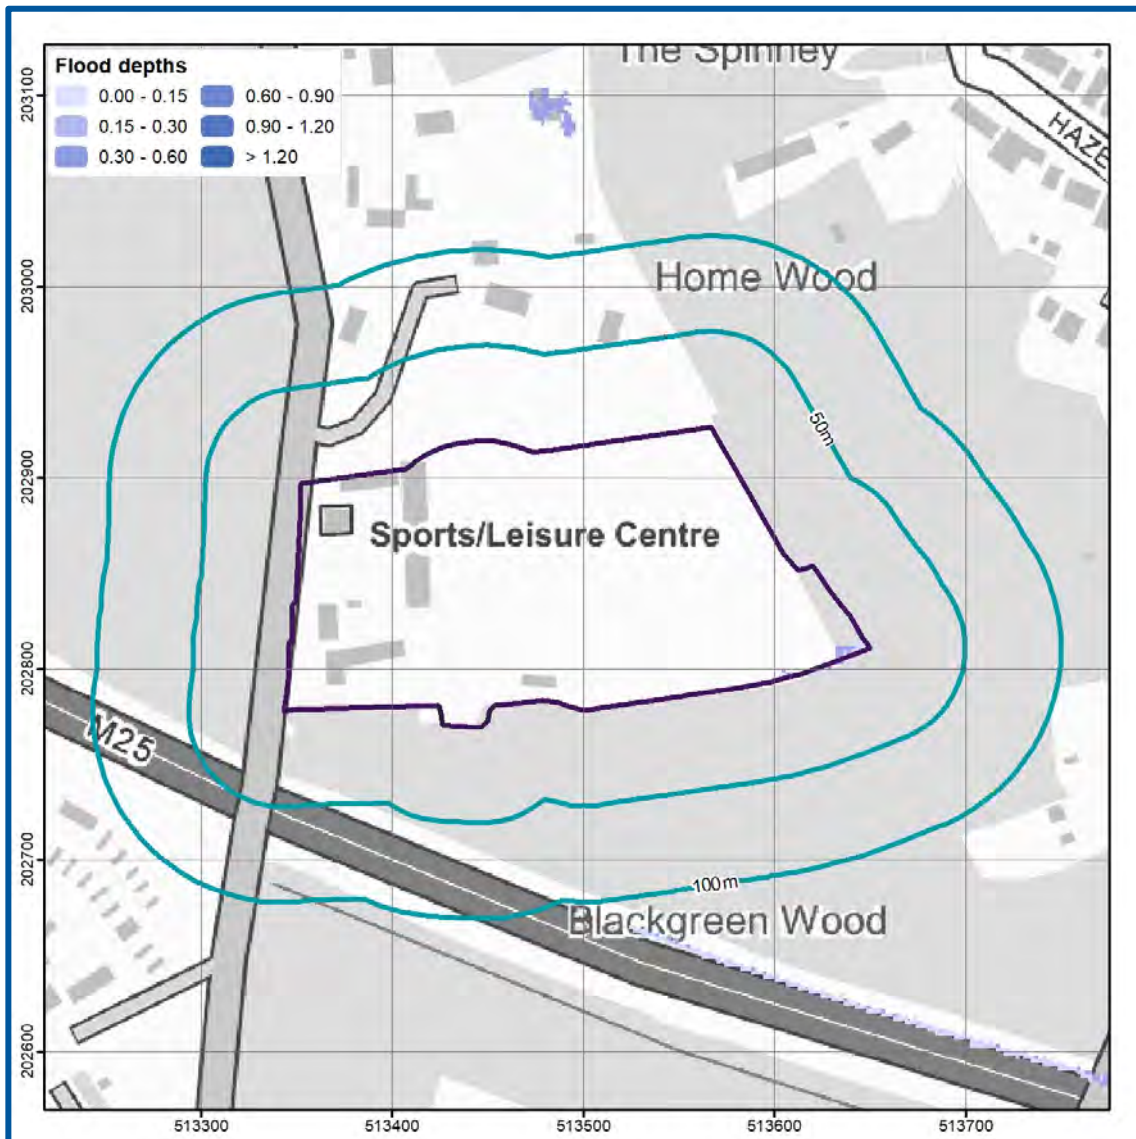 The Spinney
Flood depths
0.00 - 0.15
0.60 - 0.90
0.15 - 0.30
0.90 - 1.20
0.30 - 0.60
> 1.20
HAZE
203100
Home Wood
203000
50m
202900
Sports/Leisure Centre
202800
M25
202700
100m
Blackgreen Wood
202600
513300
513400
513500
513600
513700